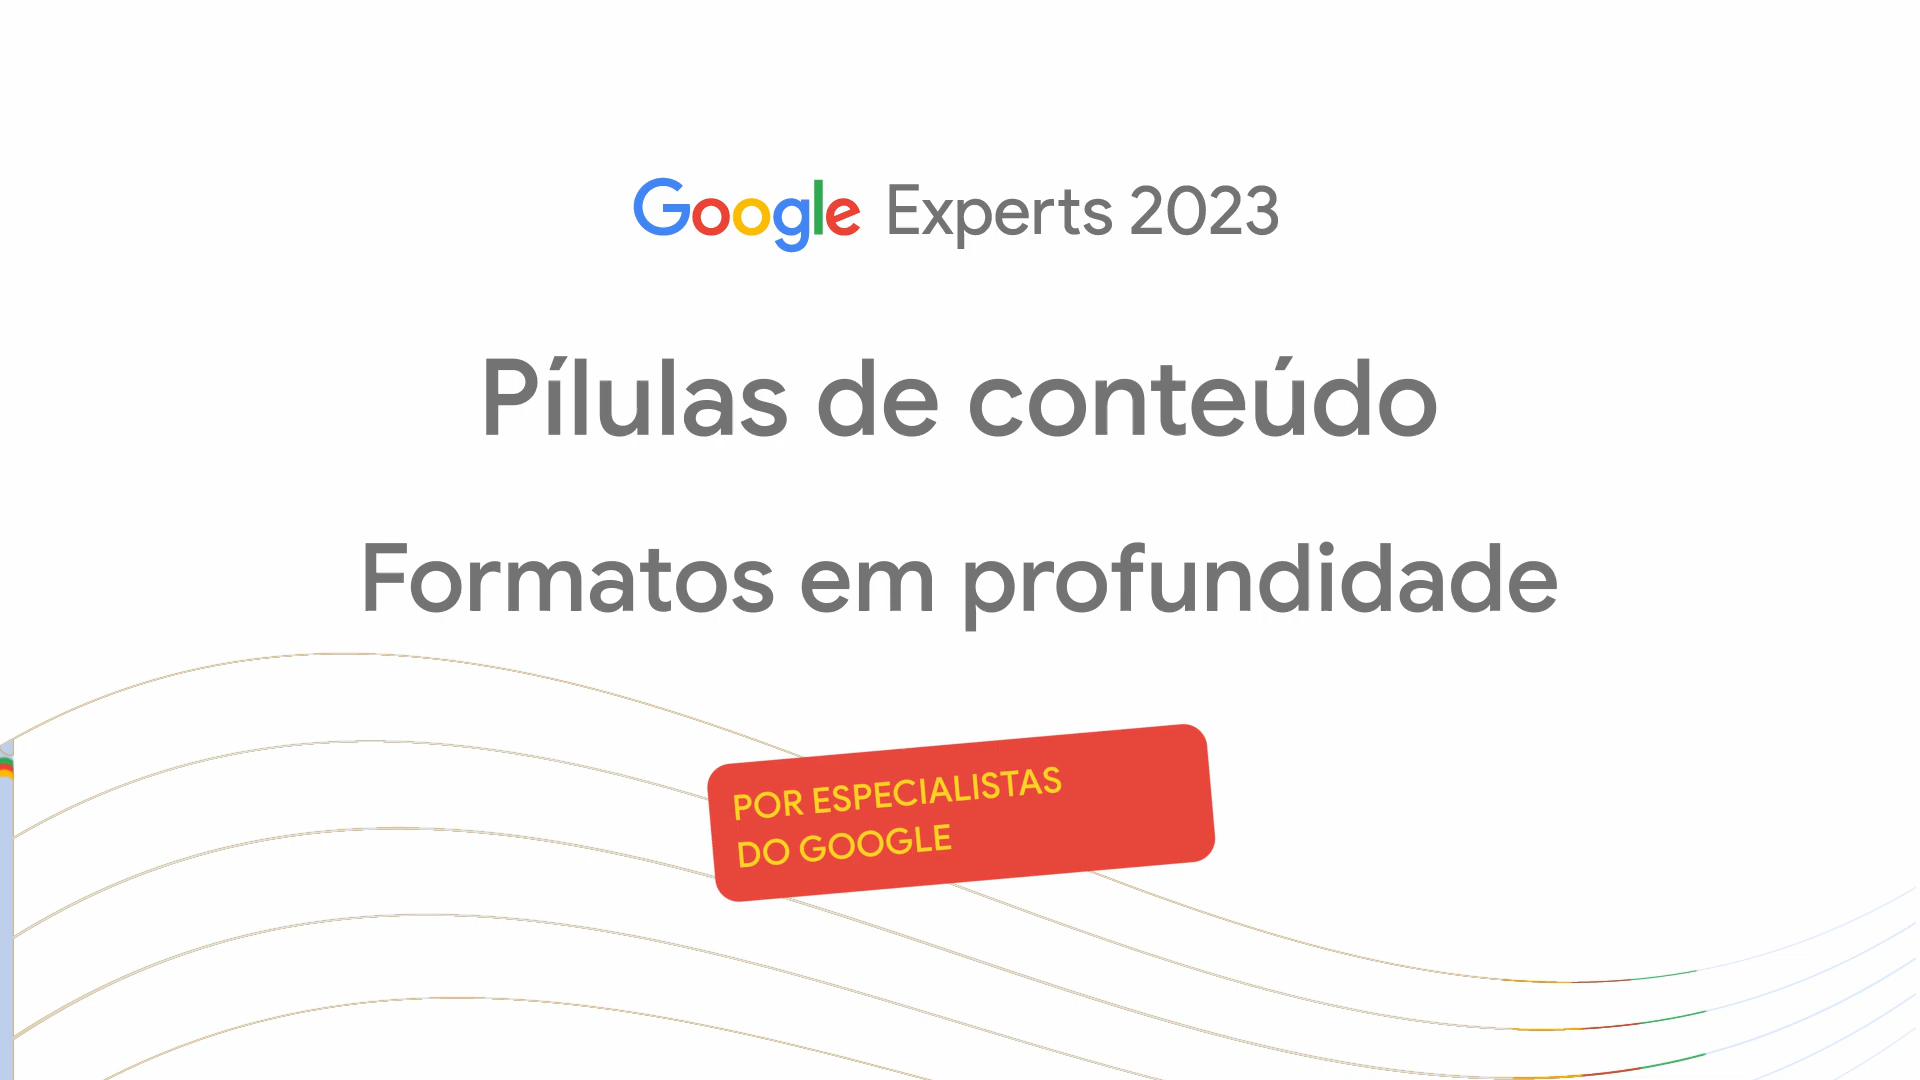 Google Experts 2023
Pílulas de conteúdo
Formatos em profundidade
POR ESPECIALISTAS
DO GOOGLE